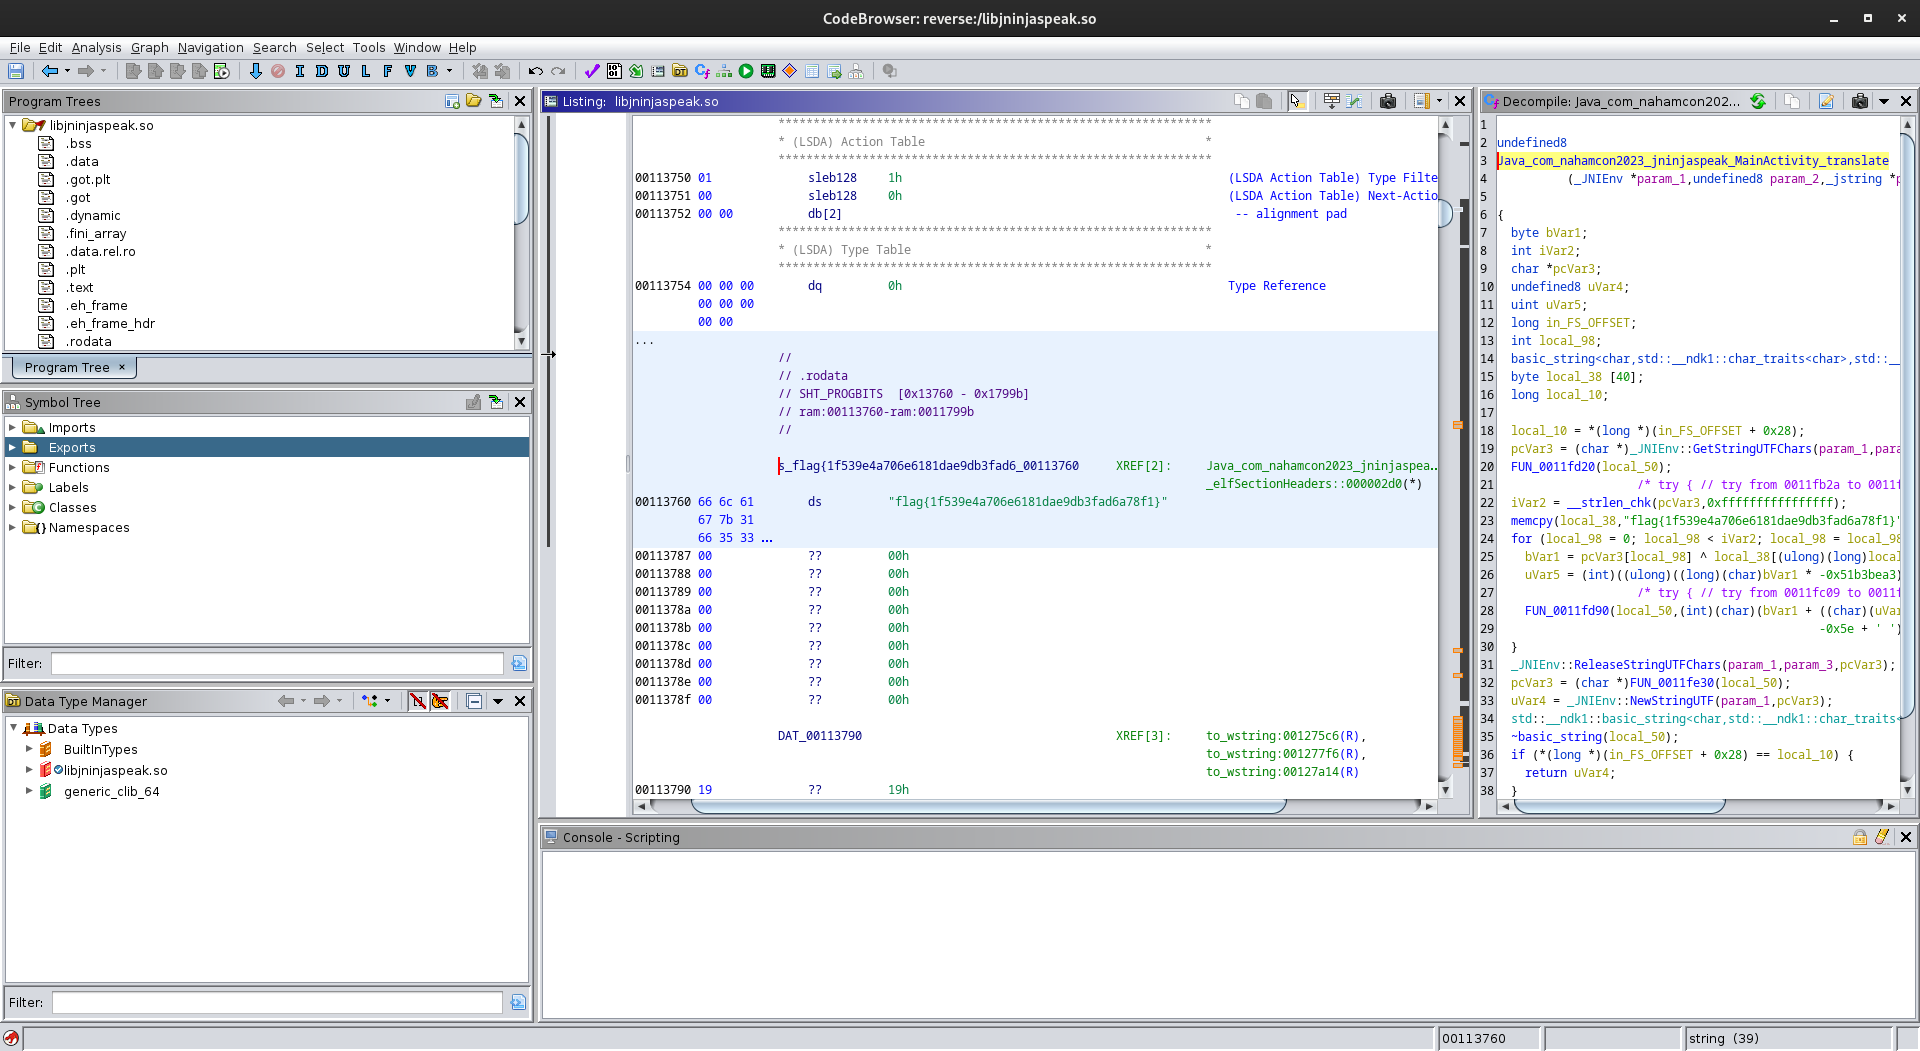 CodeBrowser: reverse:/libjninjaspeak.so
File Edit Analysis Graph Navigation Search Select Tools Window Help
I D U L F V B
Program Trees
libjninjaspeak.so
.bss
.data
.got.plt
.got
.dynamic
.fini_array
.data.rel.ro
.plt
.text
.eh_frame
.eh_frame_hdr
.rodata
Program Tree ×
Symbol Tree
Imports
Exports
Functions
Labels
Classes
Namespaces
Filter:
Data Type Manager
Data Types
BuiltInTypes
libjninjaspeak.so
generic_clib_64
Filter:
Listing: libjninjaspeak.so
* (LSDA) Action Table *
00113750 01 sleb128 1h (LSDA Action Table) Type Filte
00113751 00 sleb128 0h (LSDA Action Table) Next-Actio
00113752 00 00 db[2] -- alignment pad
* (LSDA) Type Table *
00113754 00 00 00 dq 0h Type Reference
00 00 00
00 00
...
//
// .rodata
// SHT_PROGBITS [0x13760 - 0x1799b]
// ram:00113760-ram:0011799b
//
s_flag{1f539e4a706e6181dae9db3fad6_00113760 XREF[2]: Java_com_nahamcon2023_jninjaspea..
_elfSectionHeaders::000002d0(*)
00113760 66 6c 61 ds "flag{1f539e4a706e6181dae9db3fad6a78f1}"
67 7b 31
66 35 33 ...
00113787 00 ?? 00h
00113788 00 ?? 00h
00113789 00 ?? 00h
0011378a 00 ?? 00h
0011378b 00 ?? 00h
0011378c 00 ?? 00h
0011378d 00 ?? 00h
0011378e 00 ?? 00h
0011378f 00 ?? 00h
DAT_00113790 XREF[3]: to_wstring:001275c6(R),
to_wstring:001277f6(R),
to_wstring:00127a14(R)
00113790 19 ?? 19h
Decompile: Java_com_nahamcon202...
1
2 undefined8
3 Java_com_nahamcon2023_jninjaspeak_MainActivity_translate
4 (_JNIEnv *param_1,undefined8 param_2,_jstring *p
5
6 {
7 byte bVar1;
8 int iVar2;
9 char *pcVar3;
10 undefined8 uVar4;
11 uint uVar5;
12 long in_FS_OFFSET;
13 int local_98;
14 basic_string<char,std::__ndk1::char_traits<char>,std::__
15 byte local_38 [40];
16 long local_10;
17
18 local_10 = *(long *)(in_FS_OFFSET + 0x28);
19 pcVar3 = (char *)_JNIEnv::GetStringUTFChars(param_1,para
20 FUN_0011fd20(local_50);
21 /* try { // try from 0011fb2a to 0011f
22 iVar2 = __strlen_chk(pcVar3,0xffffffffffffffff);
23 memcpy(local_38,"flag{1f539e4a706e6181dae9db3fad6a78f1}"
24 for (local_98 = 0; local_98 < iVar2; local_98 = local_98
25 bVar1 = pcVar3[local_98] ^ local_38[(ulong)(long)local
26 uVar5 = (int)((ulong)((long)(char)bVar1 * -0x51b3bea3)
27 /* try { // try from 0011fc09 to 0011f
28 FUN_0011fd90(local_50,(int)(char)(bVar1 + ((char)(uVar
29 -0x5e + ' ')
30 }
31 _JNIEnv::ReleaseStringUTFChars(param_1,param_3,pcVar3);
32 pcVar3 = (char *)FUN_0011fe30(local_50);
33 uVar4 = _JNIEnv::NewStringUTF(param_1,pcVar3);
34 std::__ndk1::basic_string<char,std::__ndk1::char_traits<
35 ~basic_string(local_50);
36 if (*(long *)(in_FS_OFFSET + 0x28) == local_10) {
37 return uVar4;
38 }
Console - Scripting
00113760 string (39)